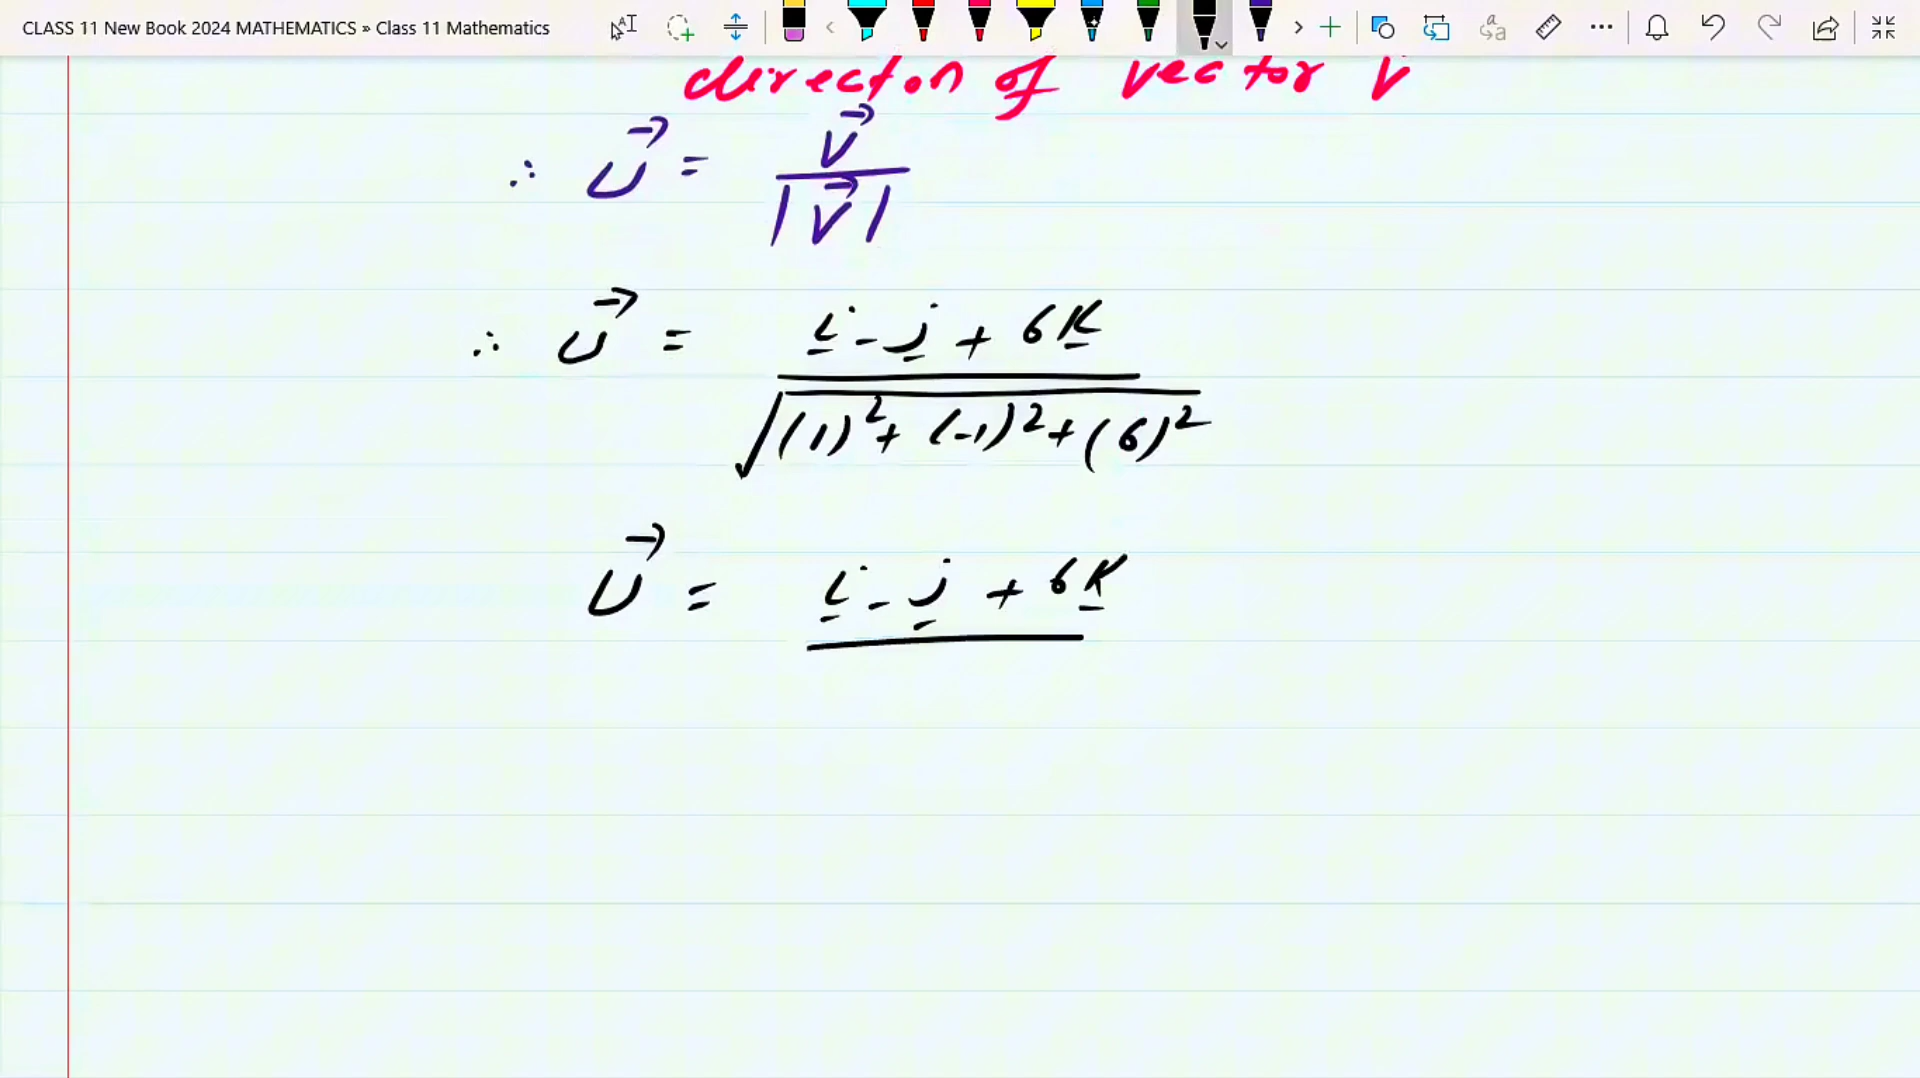 CLASS 11 New Book 2024 MATHEMATICS » Class 11 Mathematics
directon of vector v
∴ U⃗ = V⃗ / |V⃗|
∴ U⃗ = (i - j + 6k) / √((1)² + (-1)² + (6)²)
U⃗ = i - j + 6k